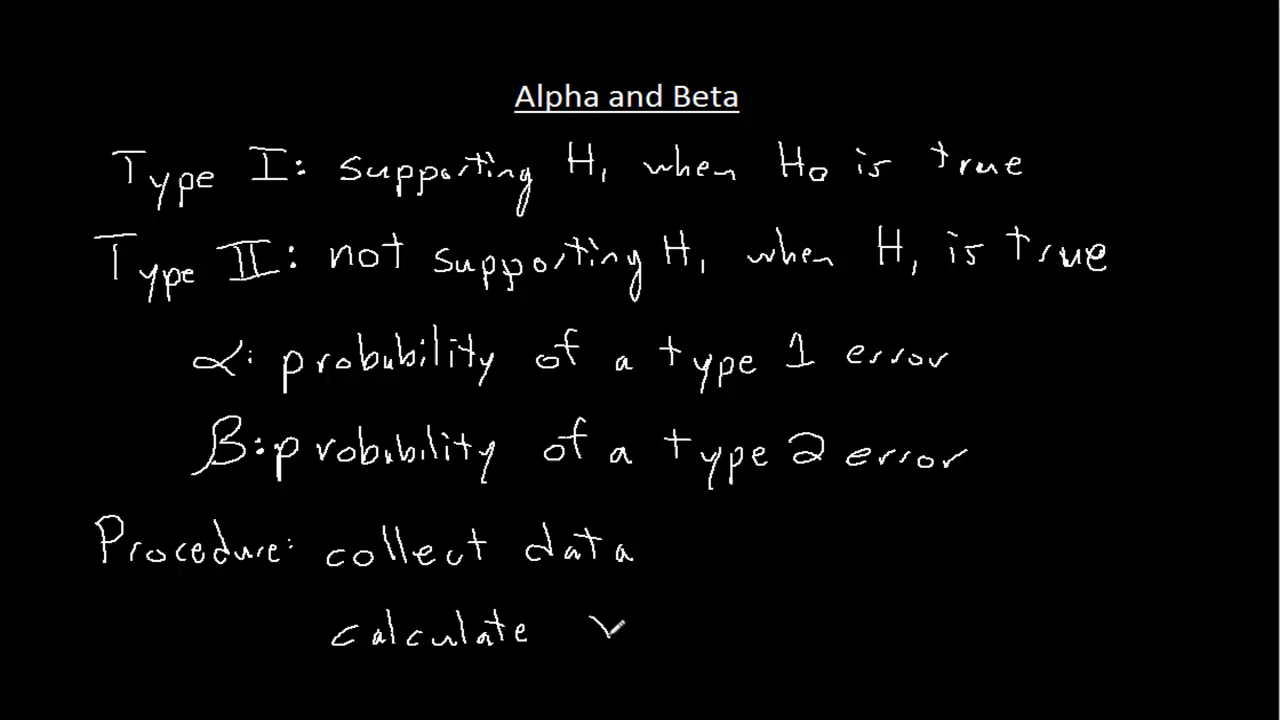 Alpha and Beta
Type I: supporting H₁ when H₀ is true
Type II: not supporting H₁ when H₁ is true
α: probability of a type 1 error
β: probability of a type 2 error
Procedure: collect data
calculate